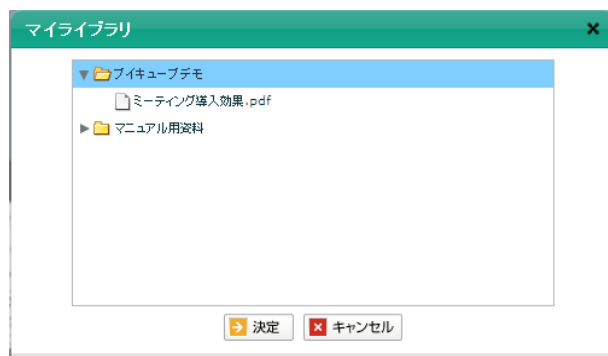 マイライブラリ
ブイキューブデモ
ミーティング導入効果.pdf
マニュアル用資料
決定
キャンセル